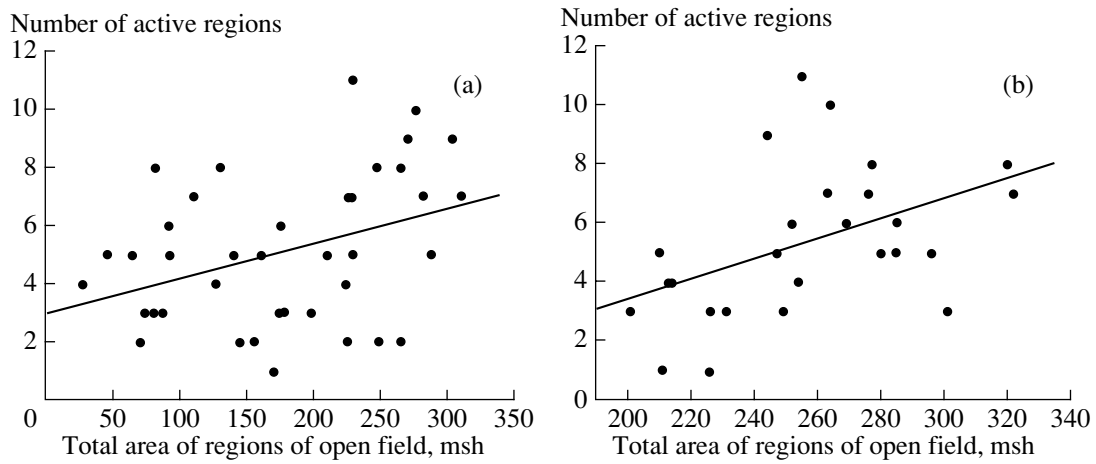 Number of active regions
12
10
8
6
4
2
0
50 100 150 200 250 300 350
Total area of regions of open field, msh
(a)
Number of active regions
12
10
8
6
4
2
0
200 220 240 260 280 300 320 340
Total area of regions of open field, msh
(b)